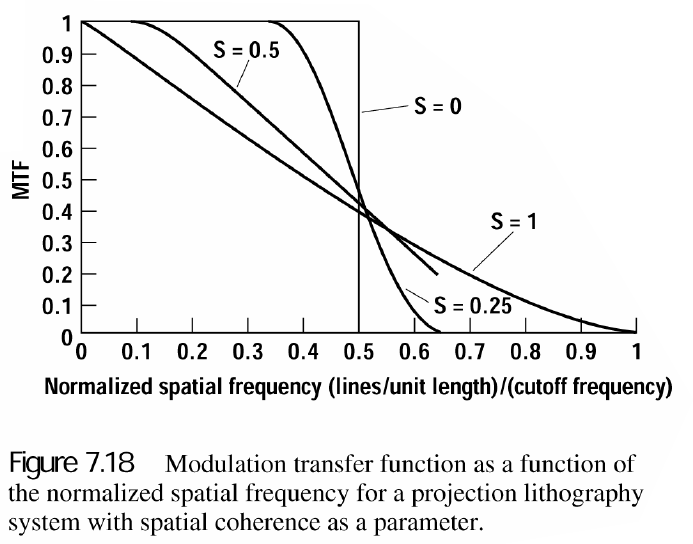 1
0.9
0.8
0.7
0.6
0.5
0.4
0.3
0.2
0.1
0
MTF
S = 0.5
S = 0
S = 1
S = 0.25
0 0.1 0.2 0.3 0.4 0.5 0.6 0.7 0.8 0.9 1
Normalized spatial frequency (lines/unit length)/(cutoff frequency)
Figure 7.18 Modulation transfer function as a function of
the normalized spatial frequency for a projection lithography
system with spatial coherence as a parameter.